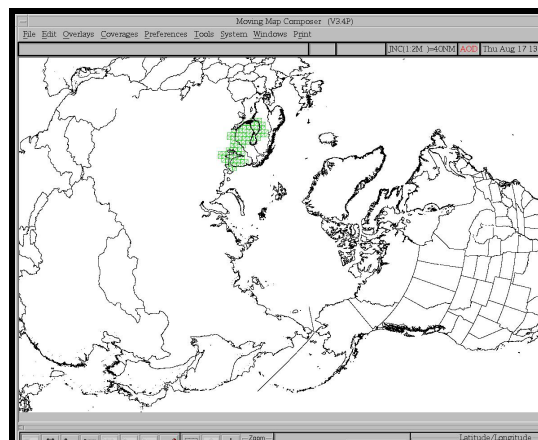 Moving Map Composer (V3.4P)
File Edit Overlays Coverages Preferences Tools System Windows Print
JNC(1:2M )=40NM AOD Thu Aug 17 13
Zoom
Latitude/Longitude